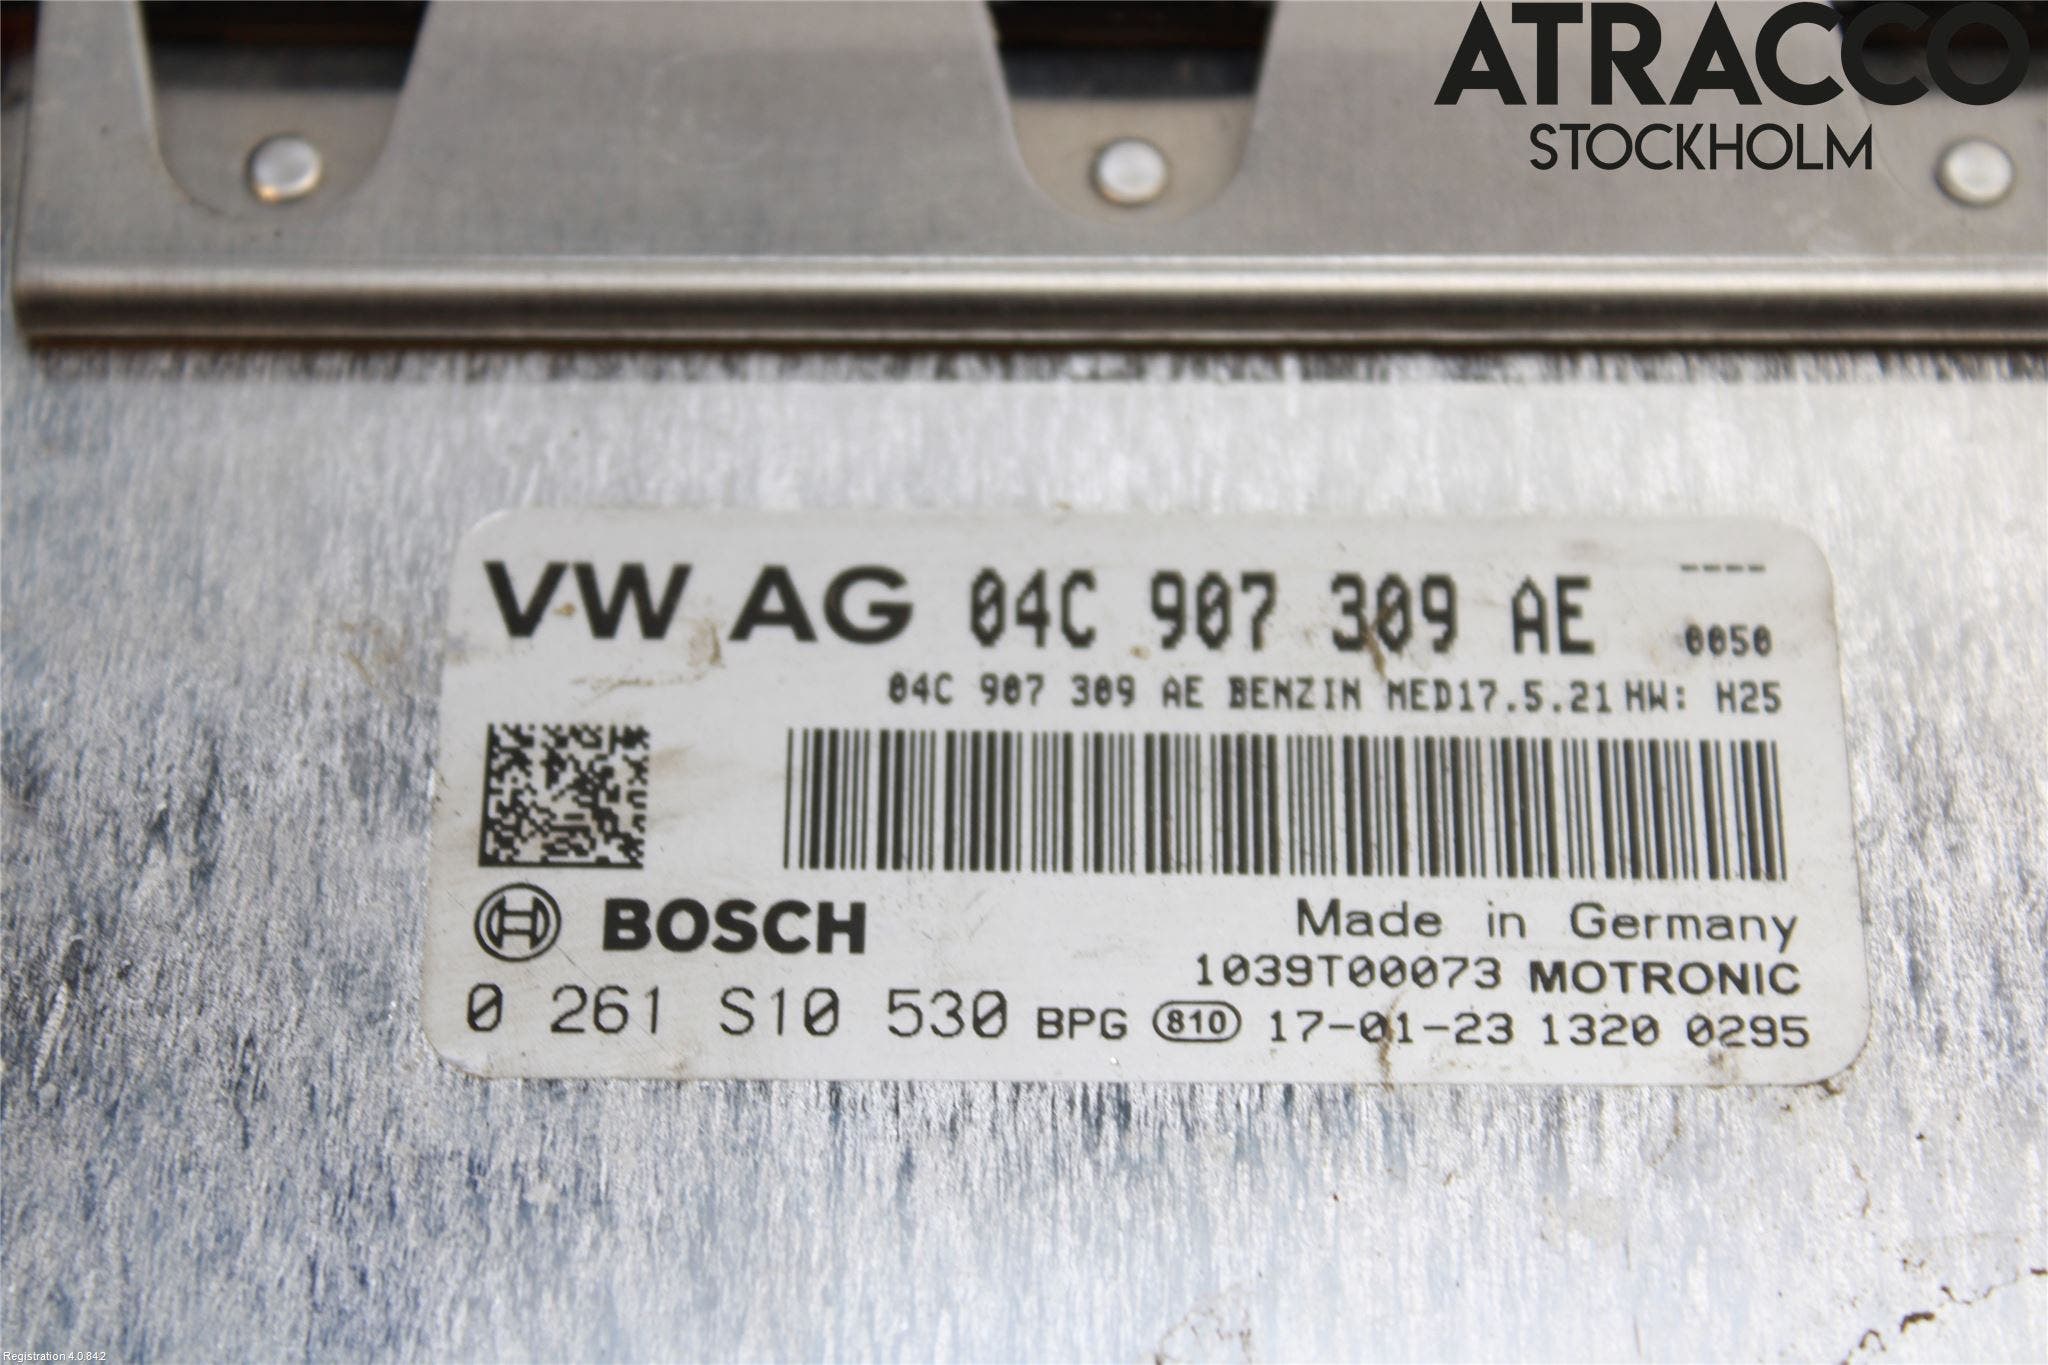 ATRACCO
STOCKHOLM
VW AG 04C 907 309 AE ----
0050
04C 907 309 AE BENZIN MED17.5.21 HW: H25
BOSCH
Made in Germany
1039T00073 MOTRONIC
0 261 S10 530 BPG 810 17-01-23 1320 0295
Registration 4.0.84.2